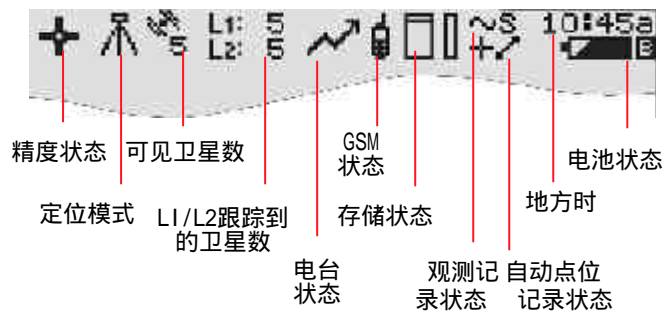 L1: 5
L2: 5
5
S
10:45a
B
精度状态
可见卫星数
GSM
状态
电池状态
定位模式
LI/L2跟踪到
的卫星数
存储状态
地方时
电台
状态
观测记
录状态
自动点位
记录状态